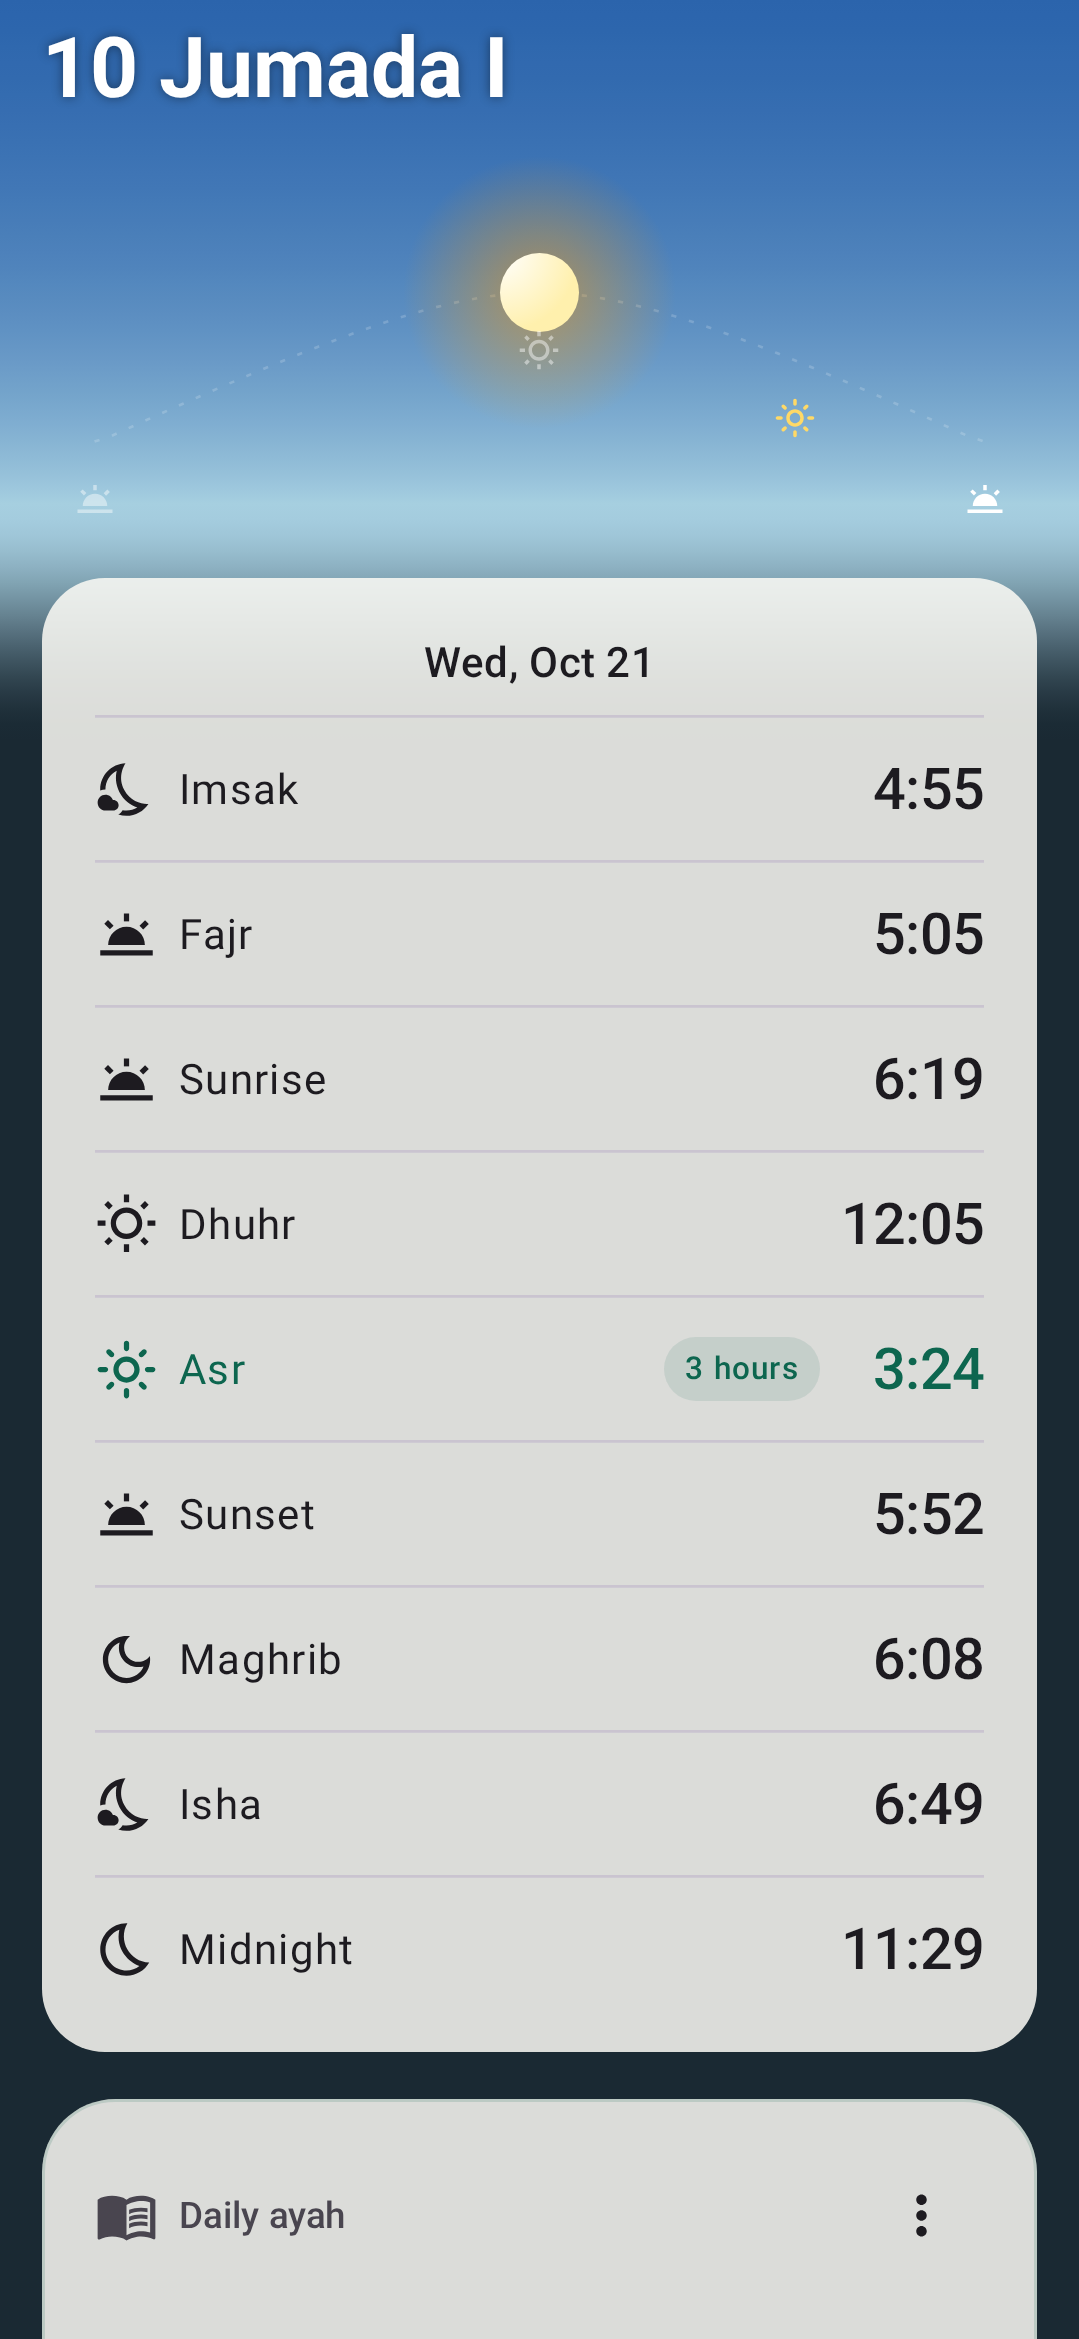 10 Jumada I
Wed, Oct 21
Imsak 4:55
Fajr 5:05
Sunrise 6:19
Dhuhr 12:05
Asr 3 hours 3:24
Sunset 5:52
Maghrib 6:08
Isha 6:49
Midnight 11:29
Daily ayah